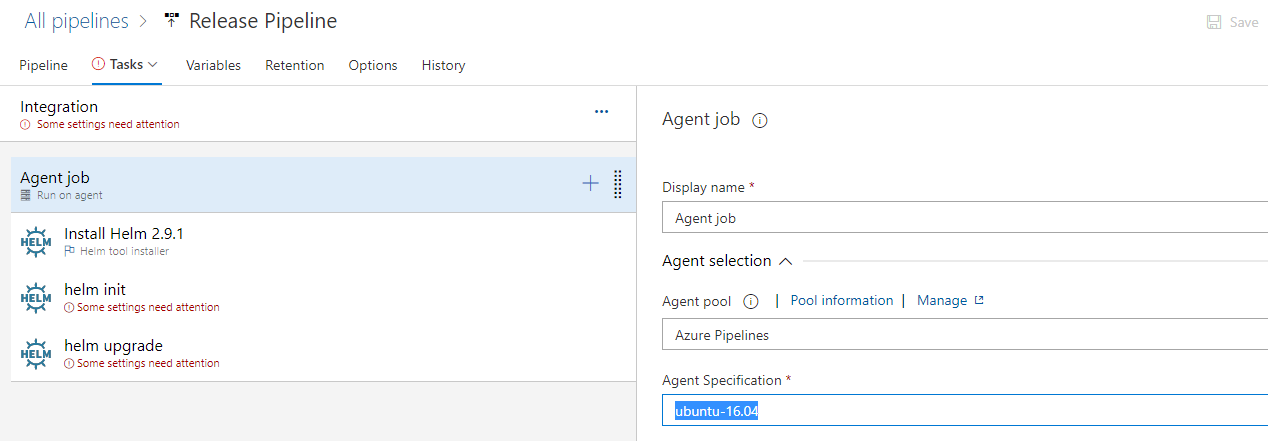 All pipelines > Release Pipeline
Save
Pipeline
Tasks
Variables
Retention
Options
History
Integration
Some settings need attention
Agent job
Run on agent
HELM
Install Helm 2.9.1
Helm tool installer
HELM
helm init
Some settings need attention
HELM
helm upgrade
Some settings need attention
Agent job
Display name *
Agent job
Agent selection
Agent pool | Pool information | Manage
Azure Pipelines
Agent Specification *
ubuntu-16.04